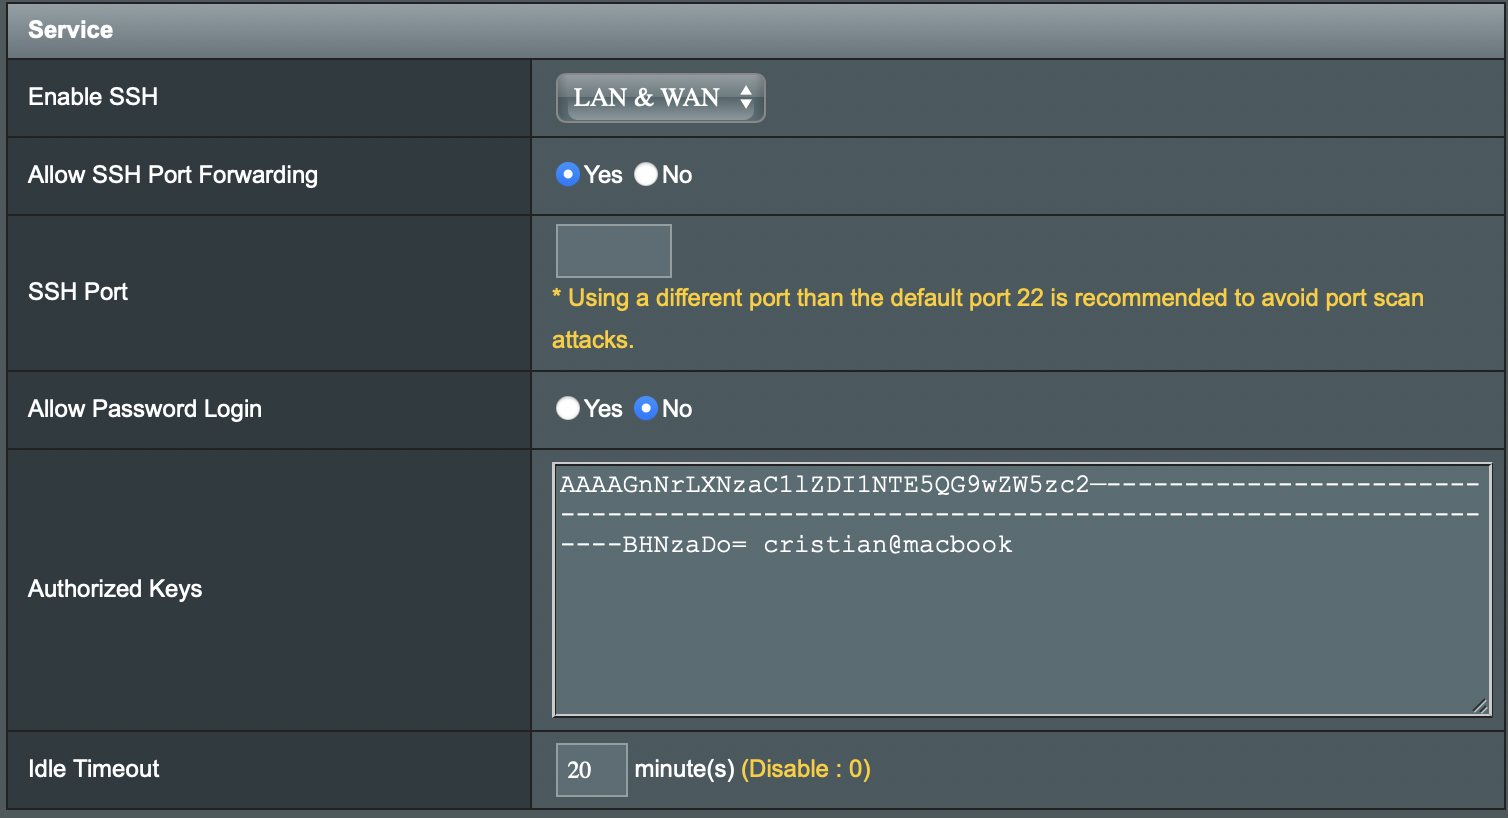 Service
Enable SSH
LAN & WAN
Allow SSH Port Forwarding
Yes No
SSH Port
* Using a different port than the default port 22 is recommended to avoid port scan
attacks.
Allow Password Login
Yes No
Authorized Keys
AAAAGnNrLXNzaC1lZDI1NTE5QG9wZW5zc2—------------------------
-----------------------------------------------------------
----BHNzaDo= cristian@macbook
Idle Timeout
20 minute(s) (Disable : 0)